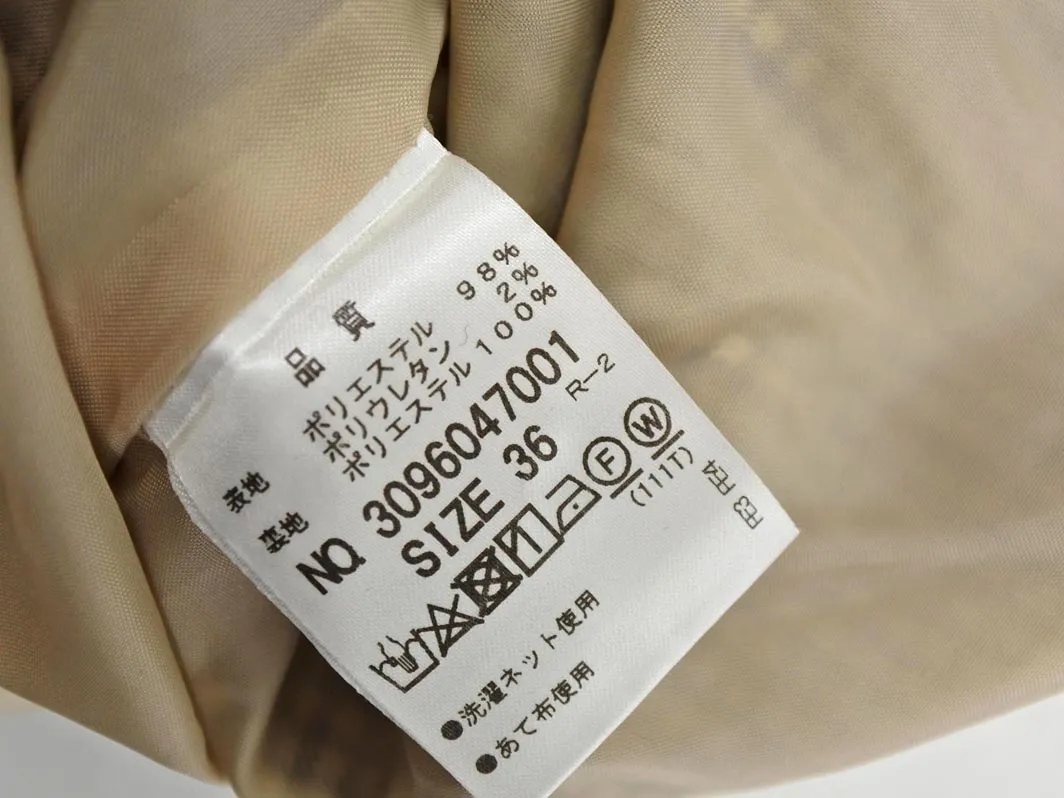 品質
表地 ポリエステル 98%
ポリウレタン 2%
裏地 ポリエステル 100%
NO. 3096047001
R-2
SIZE 36
F W
(111T)
●洗濯ネット使用
●あて布使用